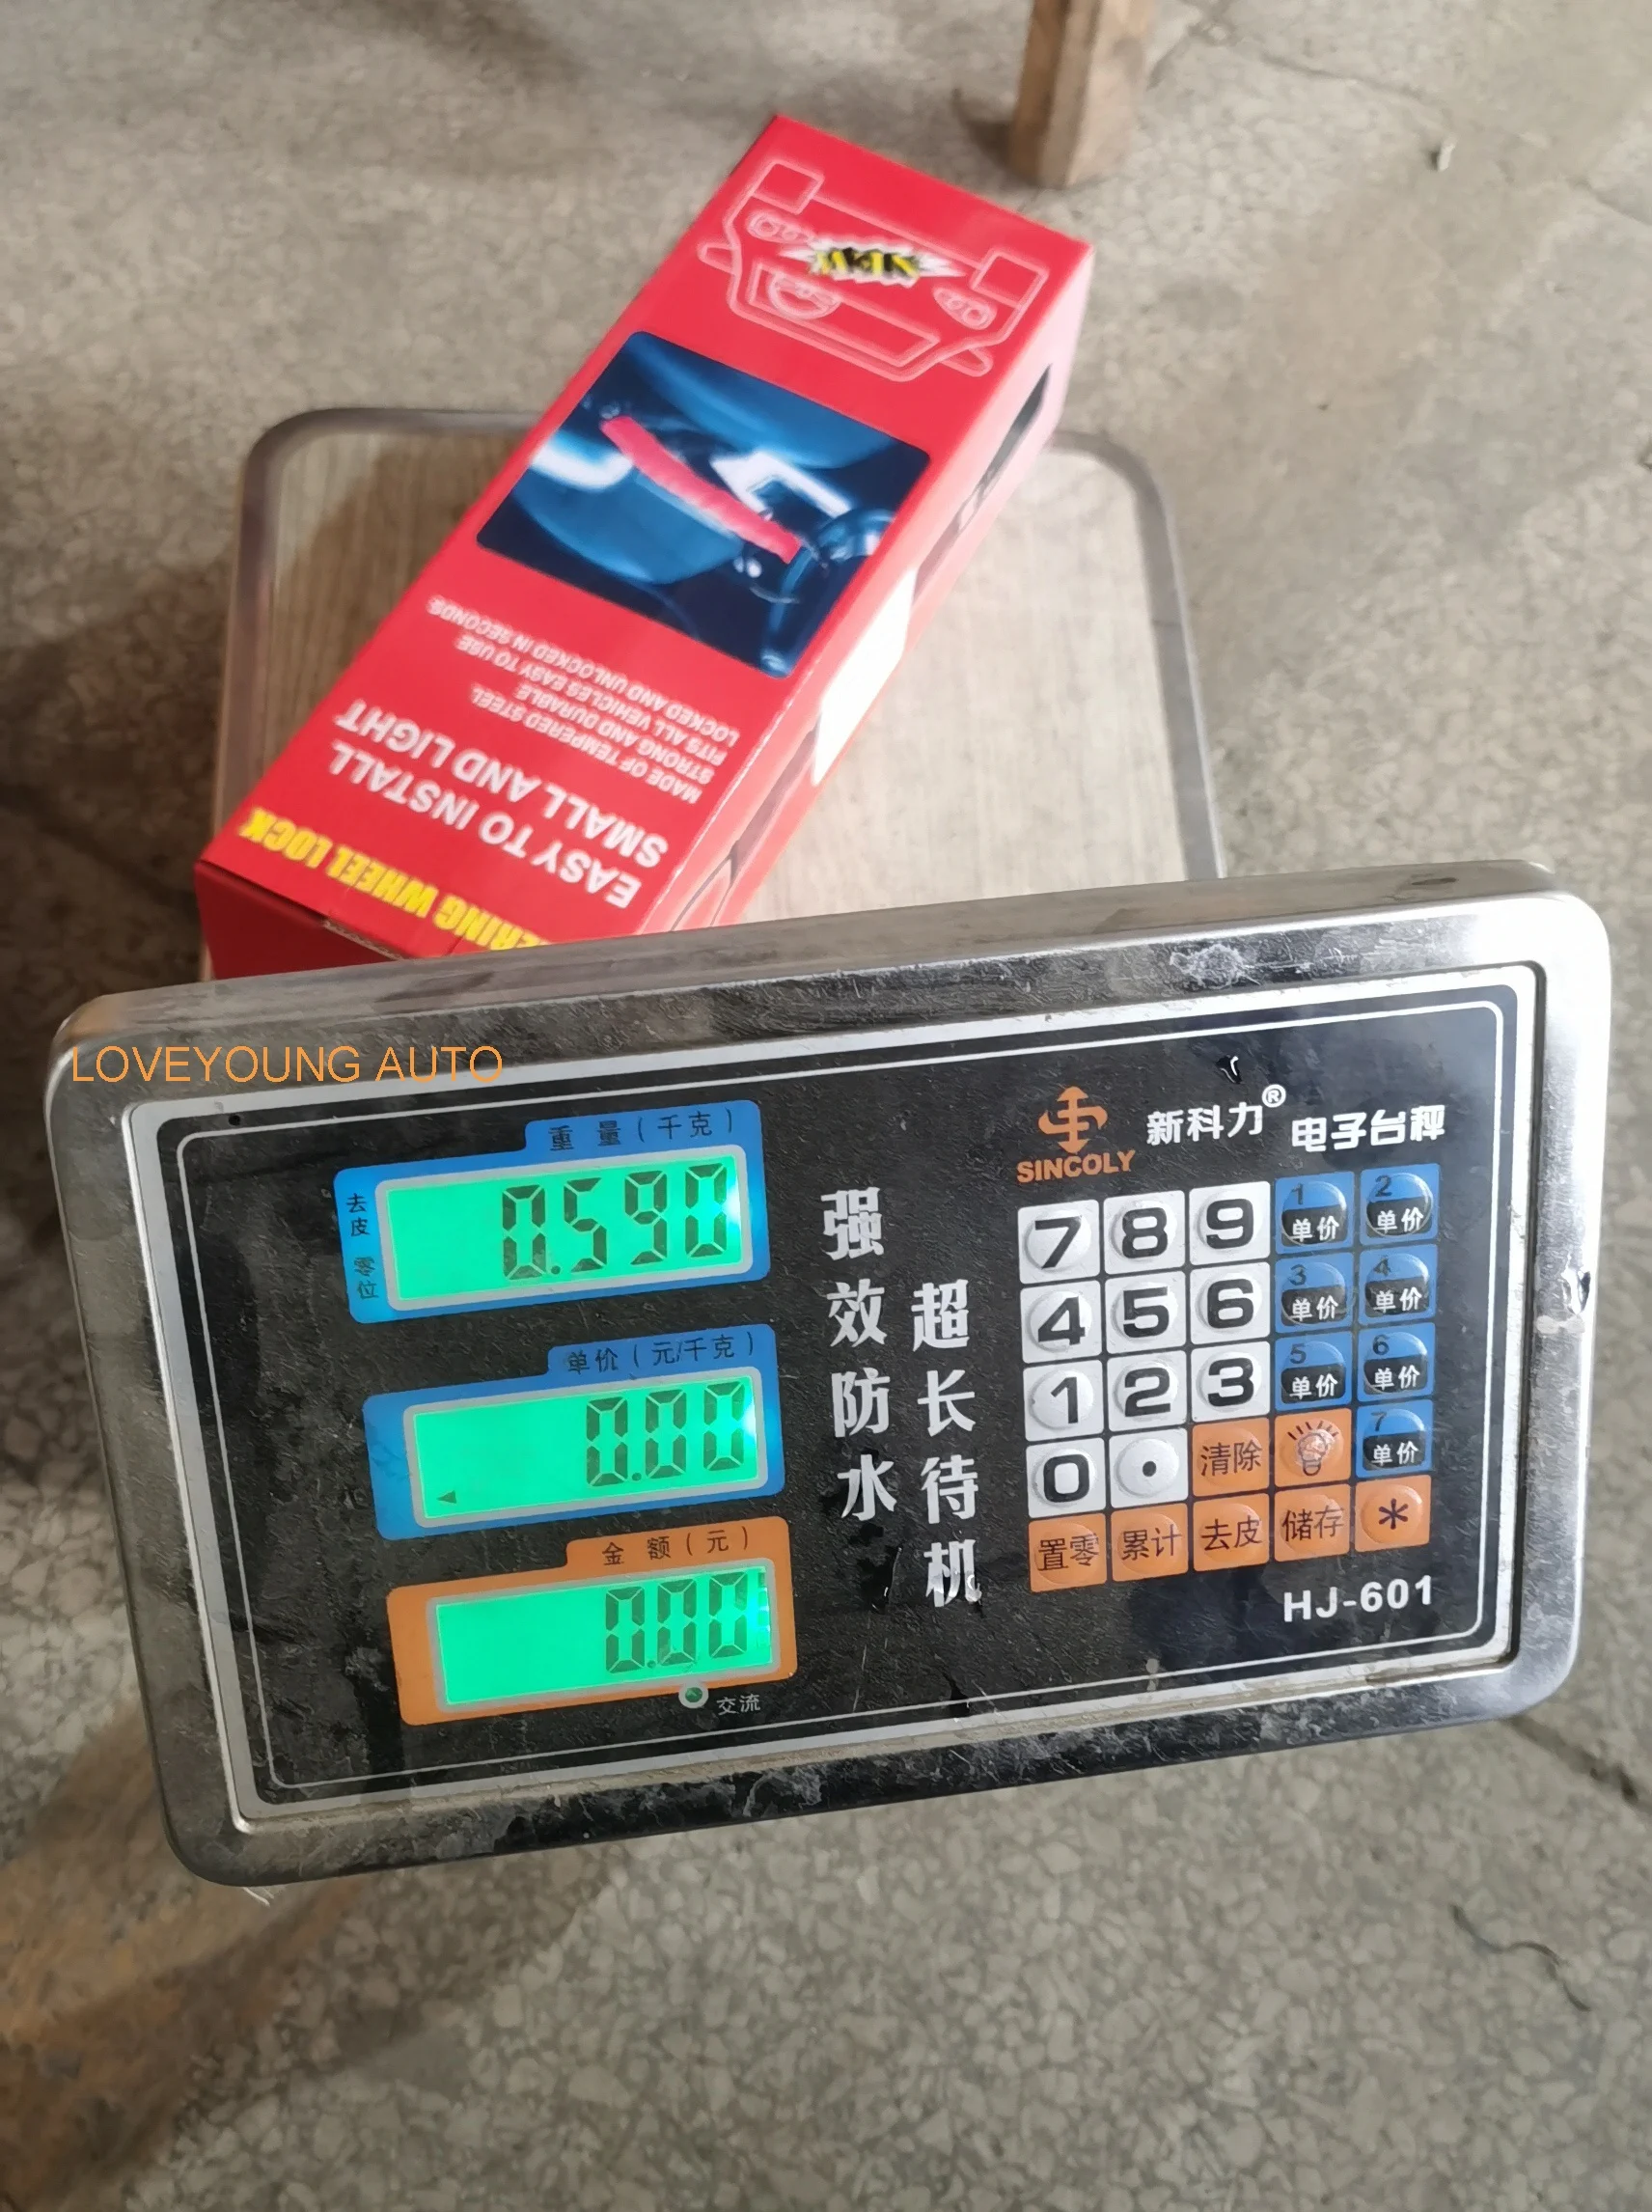 STEERING WHEEL LOCK
EASY TO INSTALL
SMALL AND LIGHT
MADE OF TEMPERED STEEL
STRONG AND DURABLE
FITS ALL VEHICLES EASY TO USE
LOCKED AND UNLOCKED IN SECONDS
LOVEYOUNG AUTO
重量(千克)
去皮 零位
0.590
单价(元/千克)
0.00
金额(元)
0.00
交流
强效防水
超长待机
SINCOLY 新科力® 电子台秤
7 8 9 1 单价 2 单价
4 5 6 3 单价 4 单价
1 2 3 5 单价 6 单价
0 · 清除 7 单价
置零 累计 去皮 储存 *
HJ-601